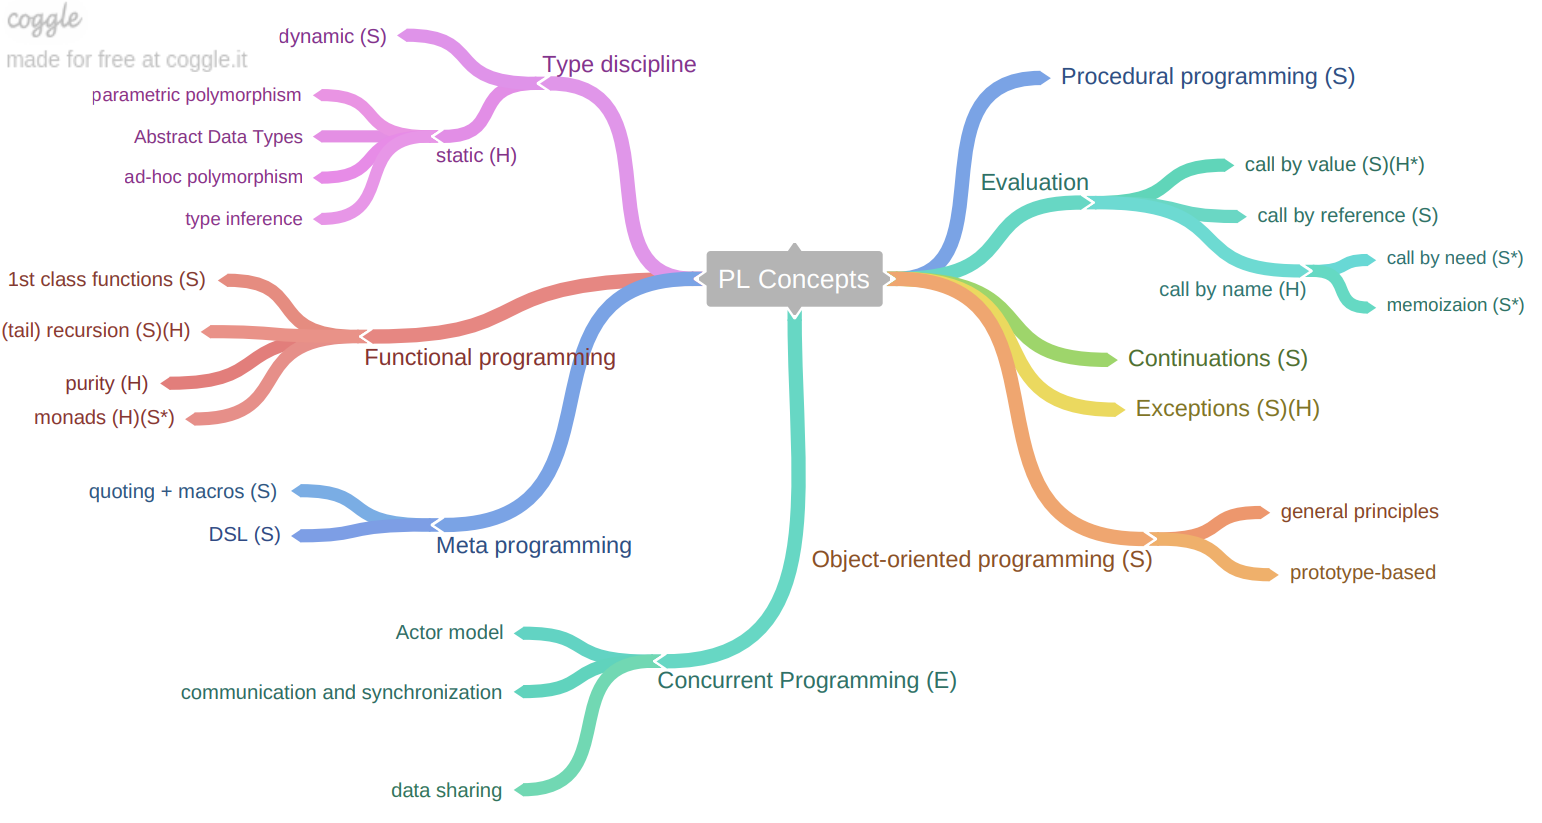 coggle
made for free at coggle.it
PL Concepts
Type discipline
dynamic (S)
static (H)
parametric polymorphism
Abstract Data Types
ad-hoc polymorphism
type inference
Functional programming
1st class functions (S)
(tail) recursion (S)(H)
purity (H)
monads (H)(S*)
Meta programming
quoting + macros (S)
DSL (S)
Concurrent Programming (E)
Actor model
communication and synchronization
data sharing
Procedural programming (S)
Evaluation
call by value (S)(H*)
call by reference (S)
call by name (H)
call by need (S*)
memoizaion (S*)
Continuations (S)
Exceptions (S)(H)
Object-oriented programming (S)
general principles
prototype-based